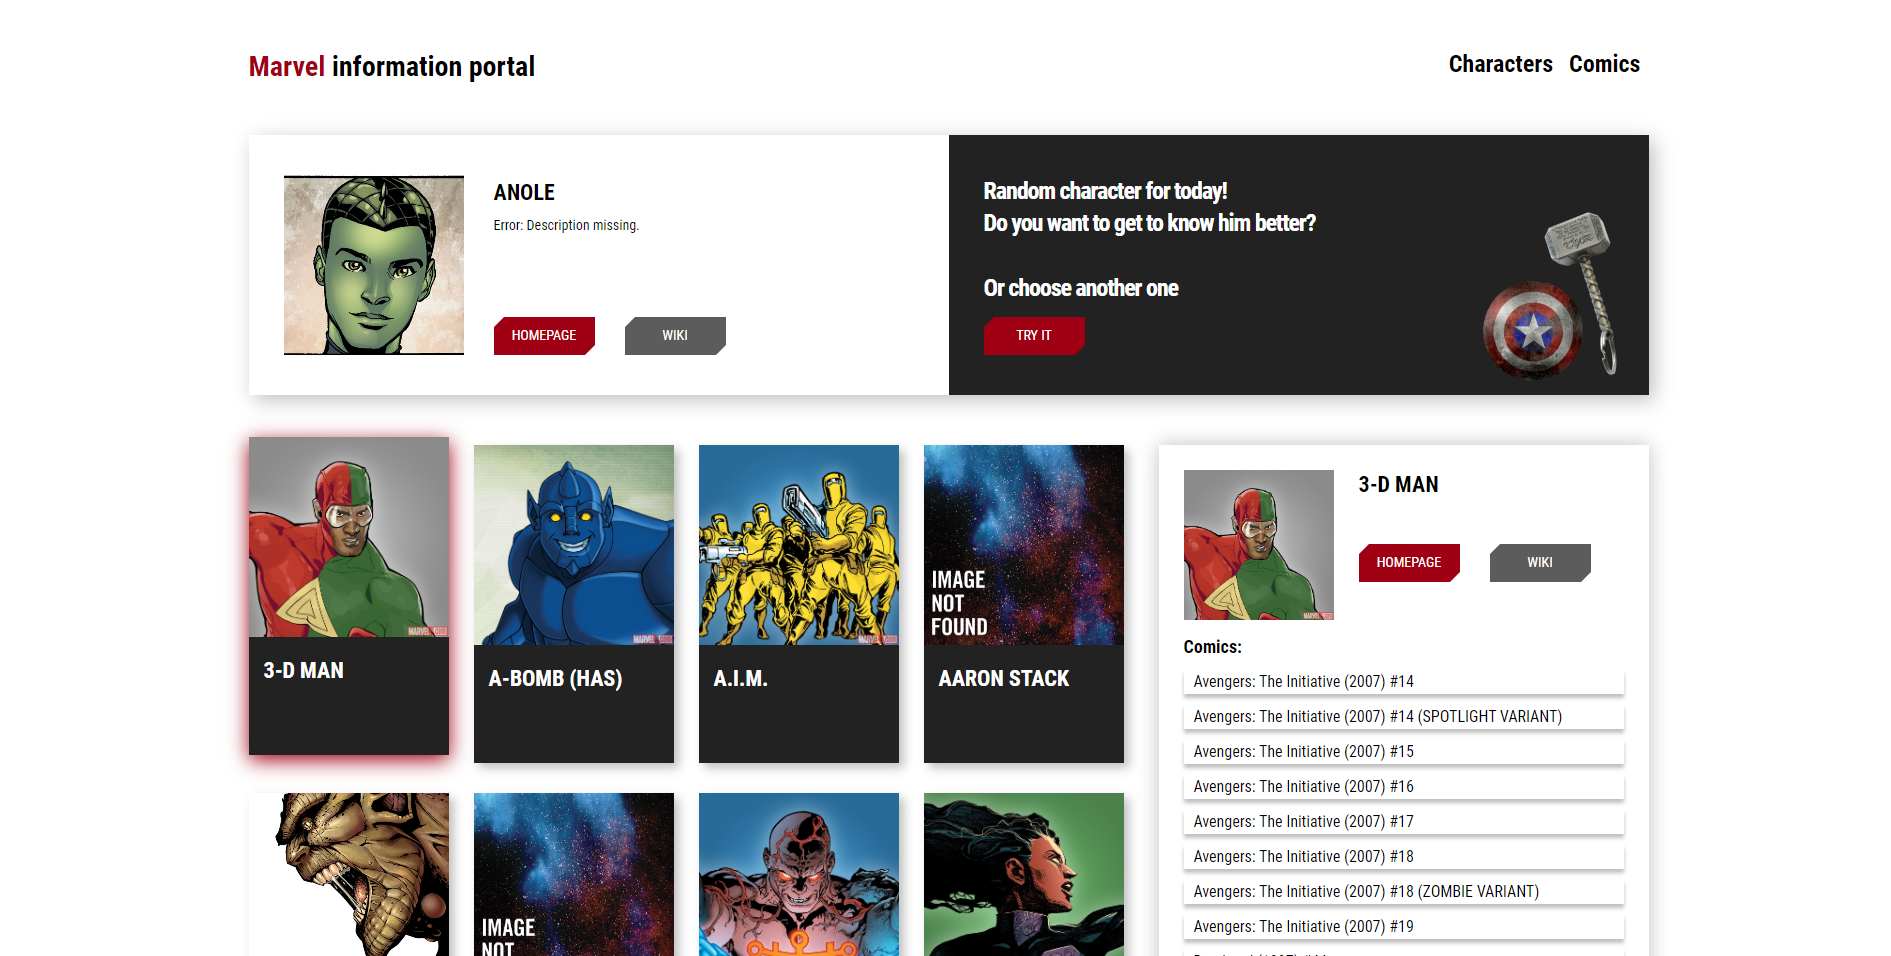 Marvel information portal
Characters Comics
ANOLE
Error: Description missing.
HOMEPAGE WIKI
Random character for today!
Do you want to get to know him better?
Or choose another one
TRY IT
3-D MAN
A-BOMB (HAS)
A.I.M.
IMAGE
NOT
FOUND
AARON STACK
IMAGE
NOT
3-D MAN
HOMEPAGE WIKI
Comics:
Avengers: The Initiative (2007) #14
Avengers: The Initiative (2007) #14 (SPOTLIGHT VARIANT)
Avengers: The Initiative (2007) #15
Avengers: The Initiative (2007) #16
Avengers: The Initiative (2007) #17
Avengers: The Initiative (2007) #18
Avengers: The Initiative (2007) #18 (ZOMBIE VARIANT)
Avengers: The Initiative (2007) #19